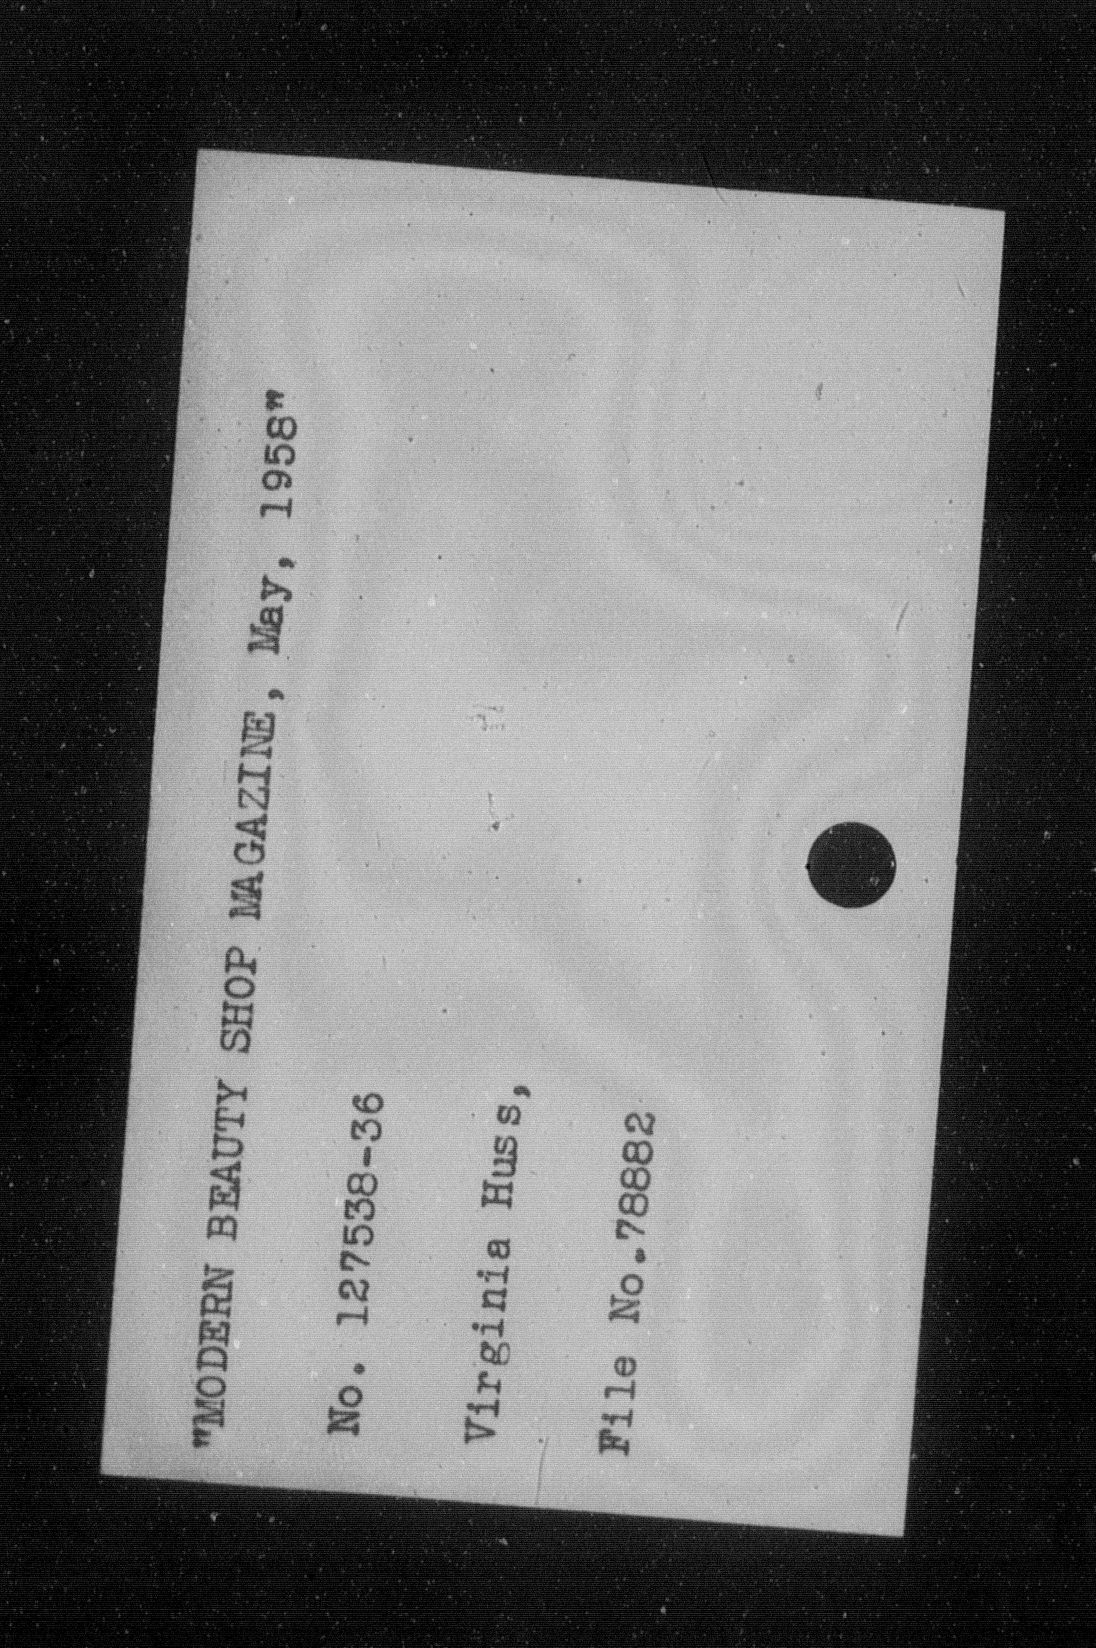 "MODERN BEAUTY SHOP MAGAZINE, May, 1958"
No. 127538-36
Virginia Huss,
File No.78882